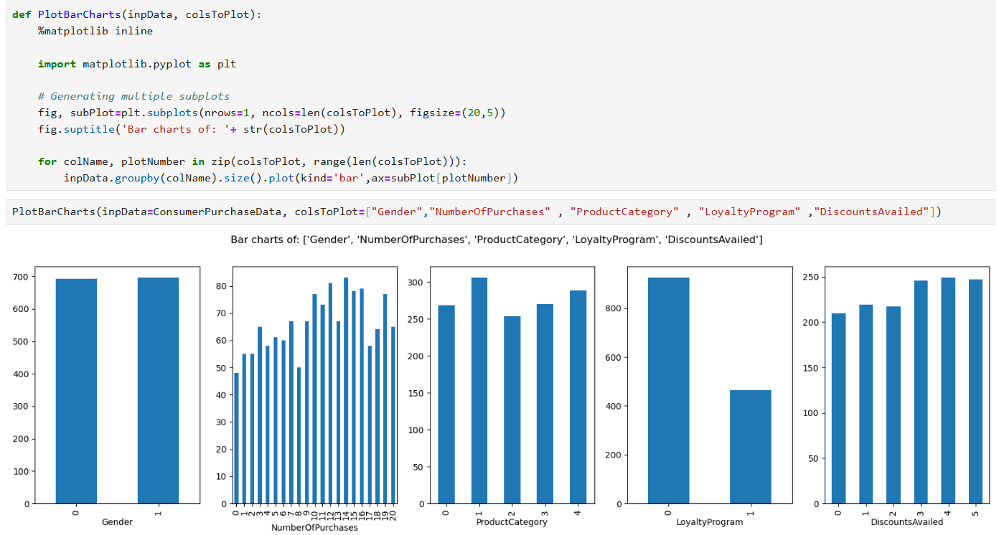 def PlotBarCharts(inpData, colsToPlot):
    %matplotlib inline
    import matplotlib.pyplot as plt
    # Generating multiple subplots
    fig, subPlot=plt.subplots(nrows=1, ncols=len(colsToPlot), figsize=(20,5))
    fig.suptitle('Bar charts of: '+ str(colsToPlot))
    for colName, plotNumber in zip(colsToPlot, range(len(colsToPlot))):
        inpData.groupby(colName).size().plot(kind='bar',ax=subPlot[plotNumber])
PlotBarCharts(inpData=ConsumerPurchaseData, colsToPlot=["Gender","NumberOfPurchases" , "ProductCategory" , "LoyaltyProgram" ,"DiscountsAvailed"])
Bar charts of: ['Gender', 'NumberOfPurchases', 'ProductCategory', 'LoyaltyProgram', 'DiscountsAvailed']
700
600
500
400
300
200
100
0
0 1
Gender
80
70
60
50
40
30
20
10
0
0 1 2 3 4 5 6 7 8 9 10 11 12 13 14 15 16 17 18 19 20
NumberOfPurchases
300
250
200
150
100
50
0
0 1 2 3 4
ProductCategory
800
600
400
200
0
0 1
LoyaltyProgram
250
200
150
100
50
0
0 1 2 3 4 5
DiscountsAvailed